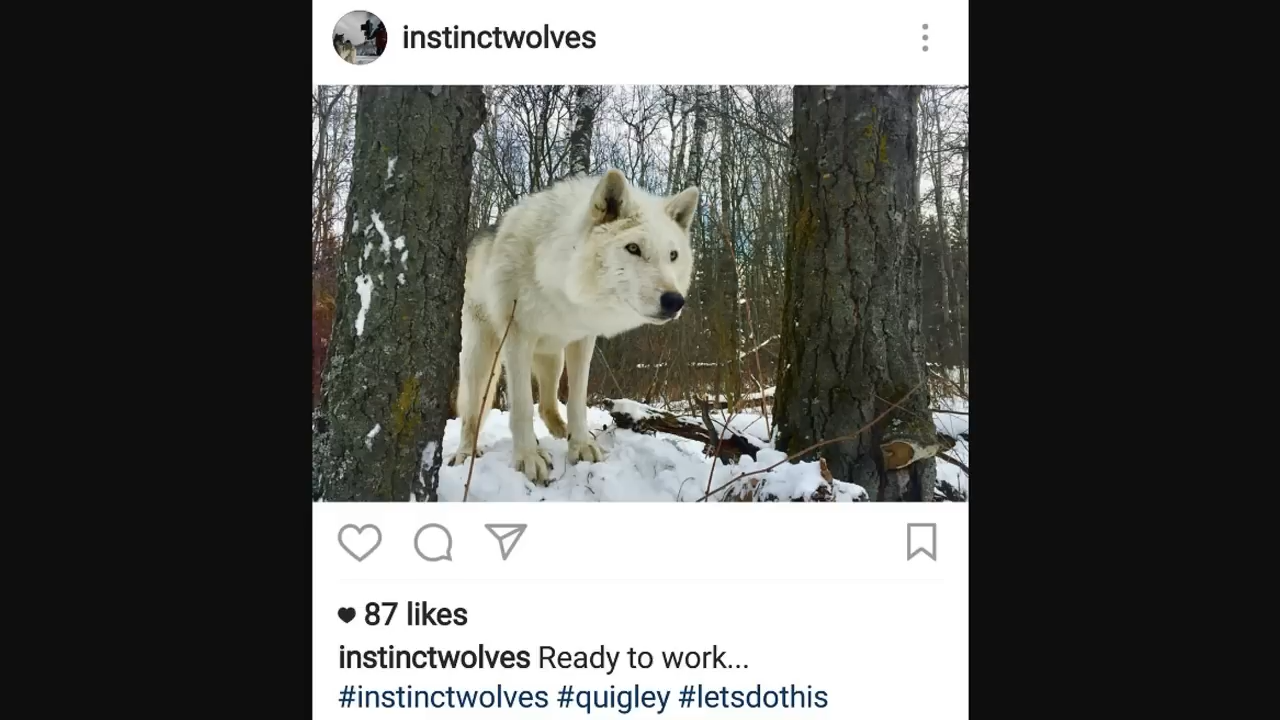 instinctwolves
87 likes
instinctwolves Ready to work...
#instinctwolves #quigley #letsdothis